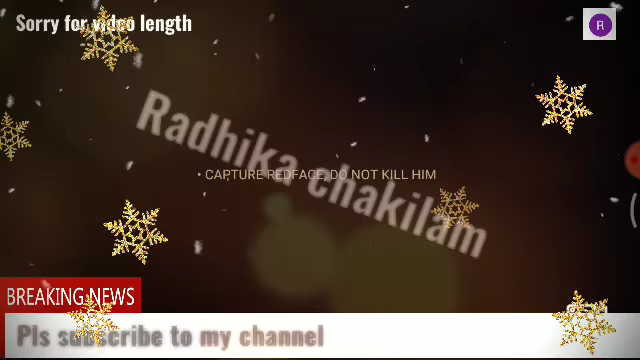 Sorry for video length
R
Radhika chakilam
• CAPTURE REDFACE, DO NOT KILL HIM
BREAKING NEWS
Pls subscribe to my channel